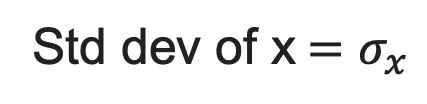 Std dev of x = σₓ